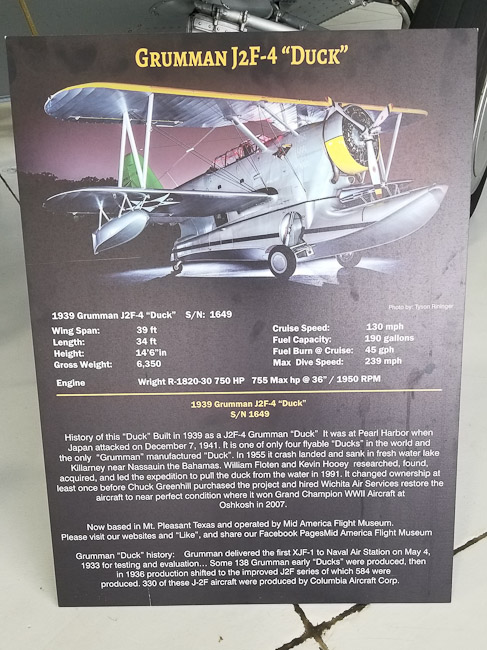 GRUMMAN J2F-4 “DUCK”
Photo by: Tyson Rininger
1939 Grumman J2F-4 "Duck" S/N: 1649
Wing Span: 39 ft
Length: 34 ft
Height: 14'6"in
Gross Weight: 6,350
Cruise Speed: 130 mph
Fuel Capacity: 190 gallons
Fuel Burn @ Cruise: 45 gph
Max Dive Speed: 239 mph
Engine Wright R-1820-30 750 HP 755 Max hp @ 36" / 1950 RPM
1939 Grumman J2F-4 "Duck"
S/N 1649
History of this "Duck" Built in 1939 as a J2F-4 Grumman "Duck" It was at Pearl Harbor when
Japan attacked on December 7, 1941. It is one of only four flyable "Ducks" in the world and
the only "Grumman" manufactured "Duck". In 1955 it crash landed and sank in fresh water lake
Killarney near Nassauin the Bahamas. William Floten and Kevin Hooey researched, found,
acquired, and led the expedition to pull the duck from the water in 1991. It changed ownership at
least once before Chuck Greenhill purchased the project and hired Wichita Air Services restore the
aircraft to near perfect condition where it won Grand Champion WWII Aircraft at
Oshkosh in 2007.
Now based in Mt. Pleasant Texas and operated by Mid America Flight Museum.
Please visit our websites and "Like", and share our Facebook PagesMid America Flight Museum
Grumman "Duck" history: Grumman delivered the first XJF-1 to Naval Air Station on May 4,
1933 for testing and evaluation... Some 138 Grumman early "Ducks" were produced, then
in 1936 production shifted to the improved J2F series of which 584 were
produced. 330 of these J-2F aircraft were produced by Columbia Aircraft Corp.